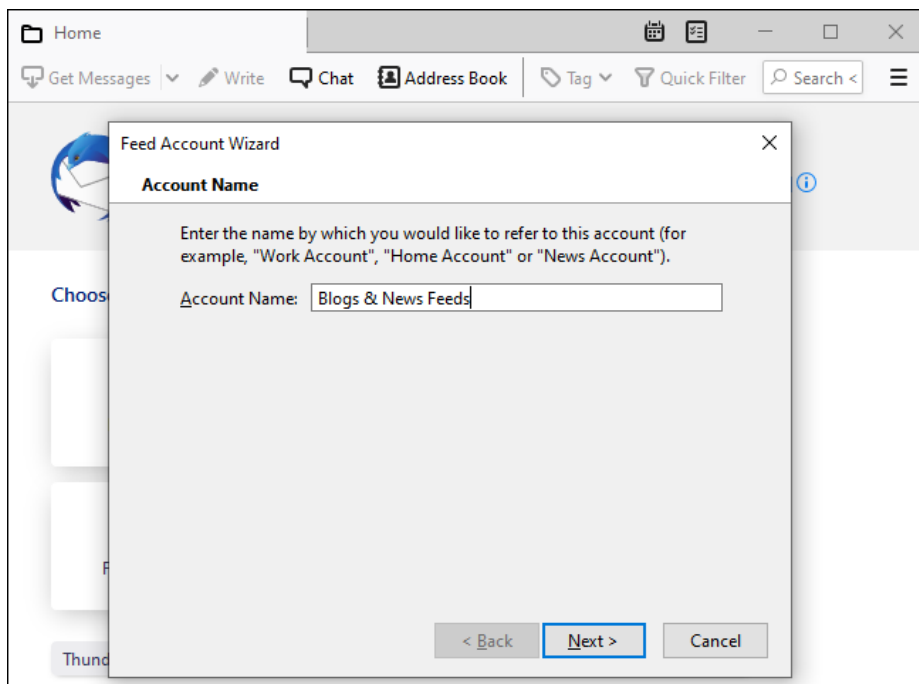 Home
Get Messages Write Chat Address Book Tag Quick Filter Search <
Feed Account Wizard
Account Name
Enter the name by which you would like to refer to this account (for
example, "Work Account", "Home Account" or "News Account").
Choos
Account Name: Blogs & News Feeds
F
< Back Next > Cancel
Thund